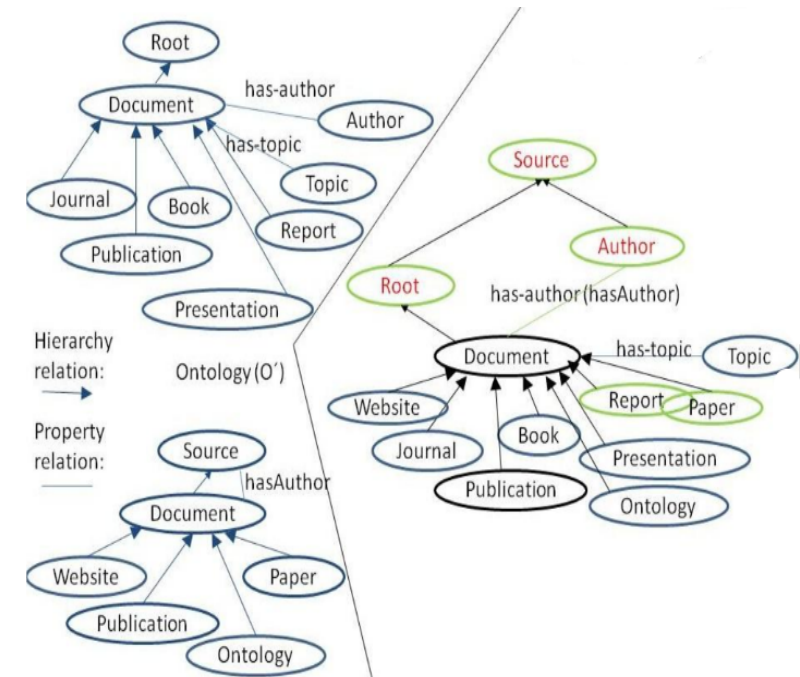 Root
Document
has-author
Author
has-topic
Topic
Journal
Book
Report
Publication
Presentation
Hierarchy
relation:
Ontology (O´)
Property
relation:
Source
hasAuthor
Document
Website
Paper
Publication
Ontology
Source
Author
Root
has-author (hasAuthor)
Document
has-topic
Topic
Website
Report
Paper
Journal
Book
Presentation
Publication
Ontology